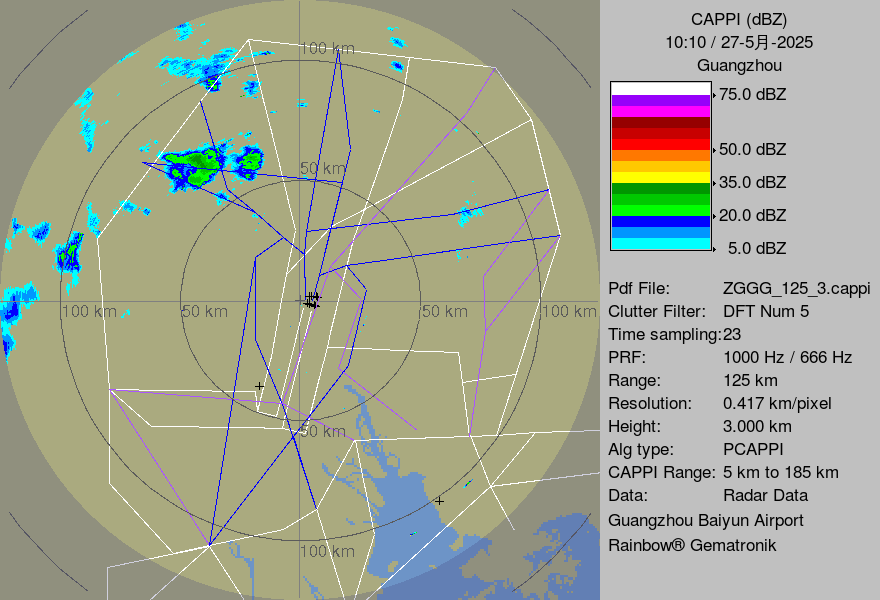 CAPPI (dBZ)
10:10 / 27-5月-2025
Guangzhou
75.0 dBZ
50.0 dBZ
35.0 dBZ
20.0 dBZ
5.0 dBZ
Pdf File: ZGGG_125_3.cappi
Clutter Filter: DFT Num 5
Time sampling:23
PRF: 1000 Hz / 666 Hz
Range: 125 km
Resolution: 0.417 km/pixel
Height: 3.000 km
Alg type: PCAPPI
CAPPI Range: 5 km to 185 km
Data: Radar Data
Guangzhou Baiyun Airport
Rainbow® Gematronik
100 km
50 km
100 km
50 km
50 km
100 km
50 km
100 km